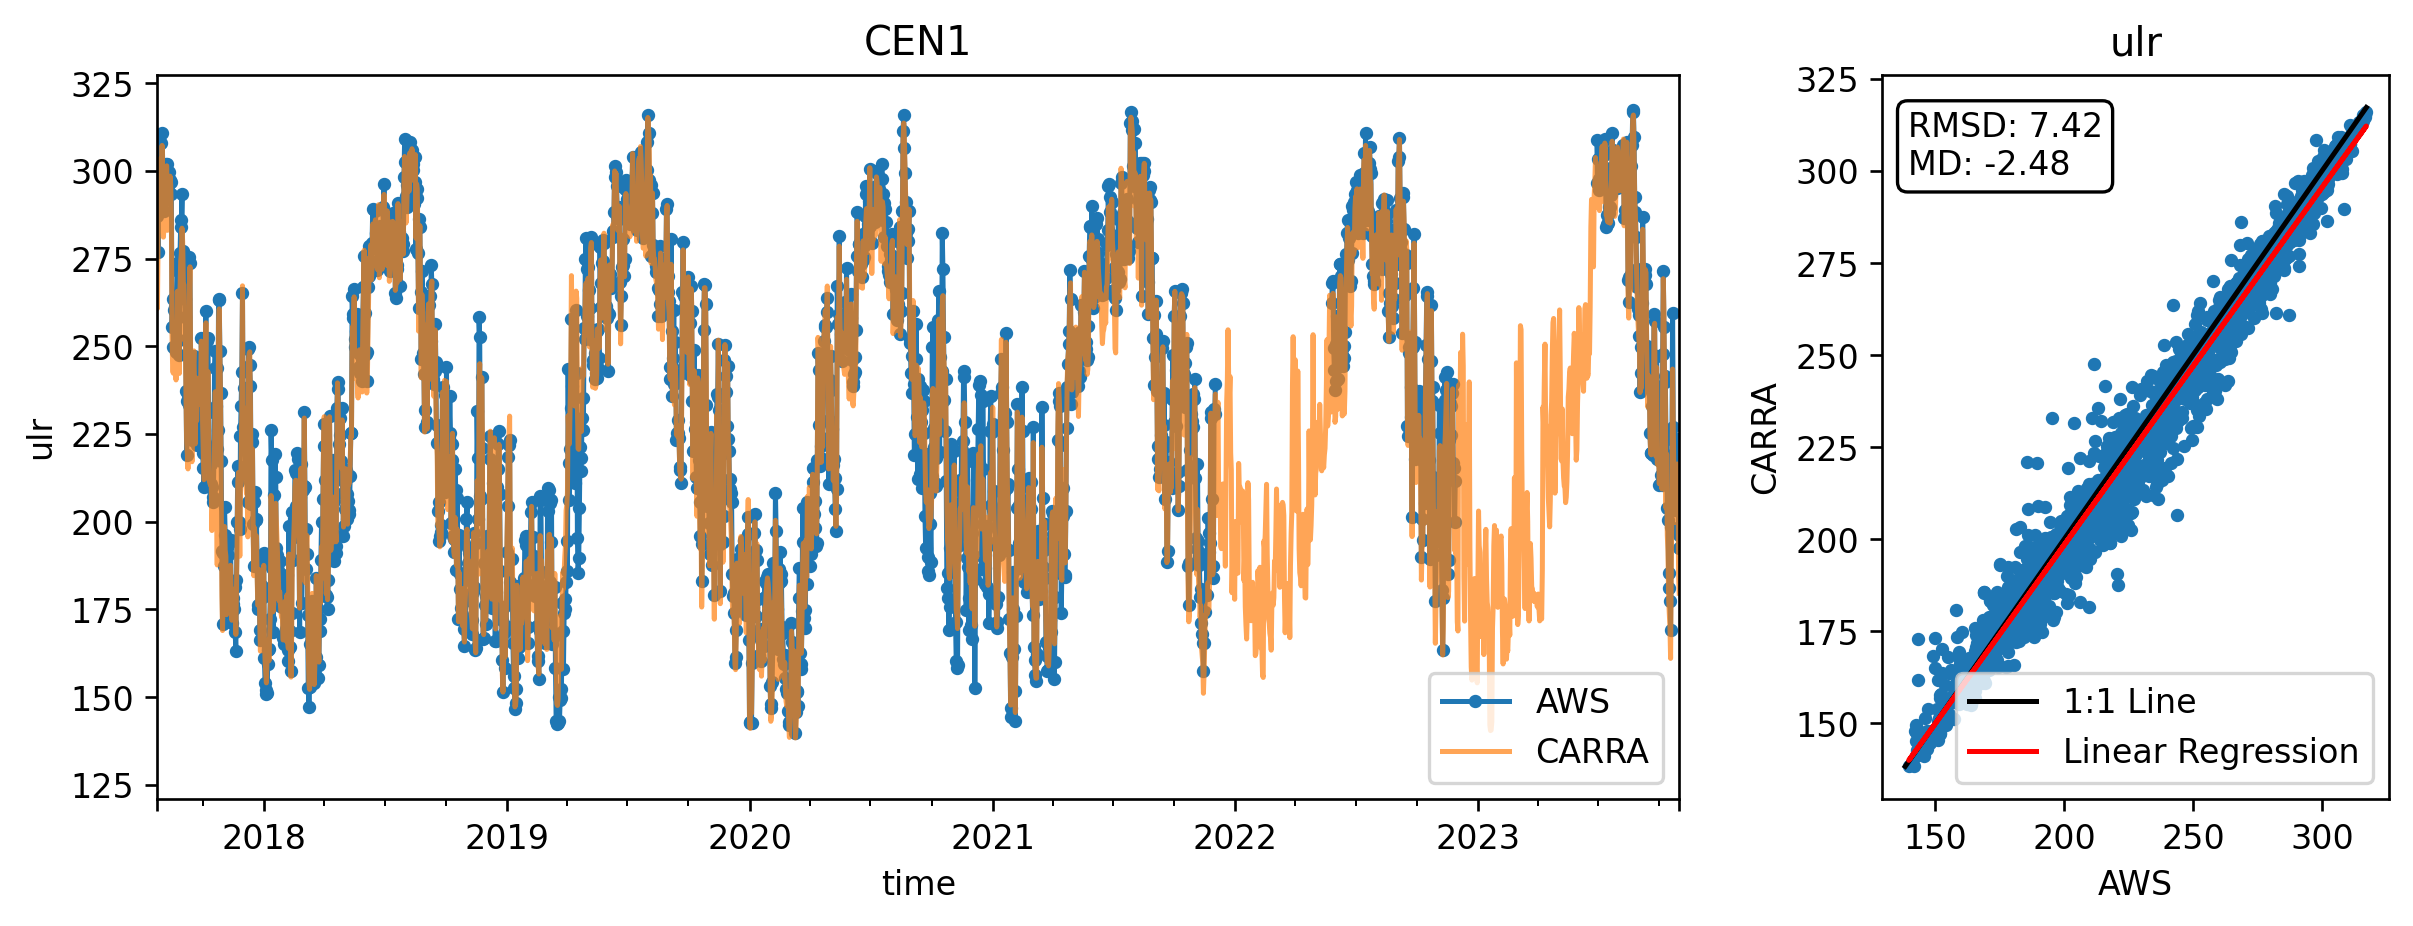 CEN1
325
300
275
250
225
200
175
150
125
ulr
2018 2019 2020 2021 2022 2023
time
AWS
CARRA
ulr
325
300
275
250
225
200
175
150
CARRA
RMSD: 7.42
MD: -2.48
1:1 Line
Linear Regression
150 200 250 300
AWS